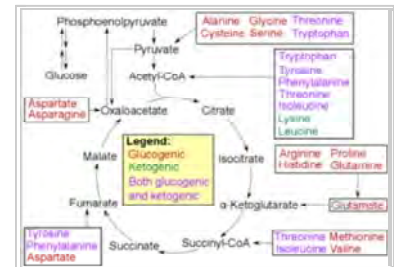 Phosphoenolpyruvate
Alanine Glycine Threonine
Cysteine Serine Tryptophan
Pyruvate
Glucose
Acetyl-CoA
Tryptophan
Tyrosine
Phenylalanine
Threonine
Isoleucine
Lysine
Leucine
Aspartate
Asparagine
Oxaloacetate
Citrate
Legend:
Glucogenic
Ketogenic
Both glucogenic
and ketogenic
Malate
Isocitrate
Arginine Proline
Histidine Glutamine
Glutamate
Fumarate
α-Ketoglutarate
Tyrosine
Phenylalanine
Aspartate
Succinate
Succinyl-CoA
Threonine Methionine
Isoleucine Valine